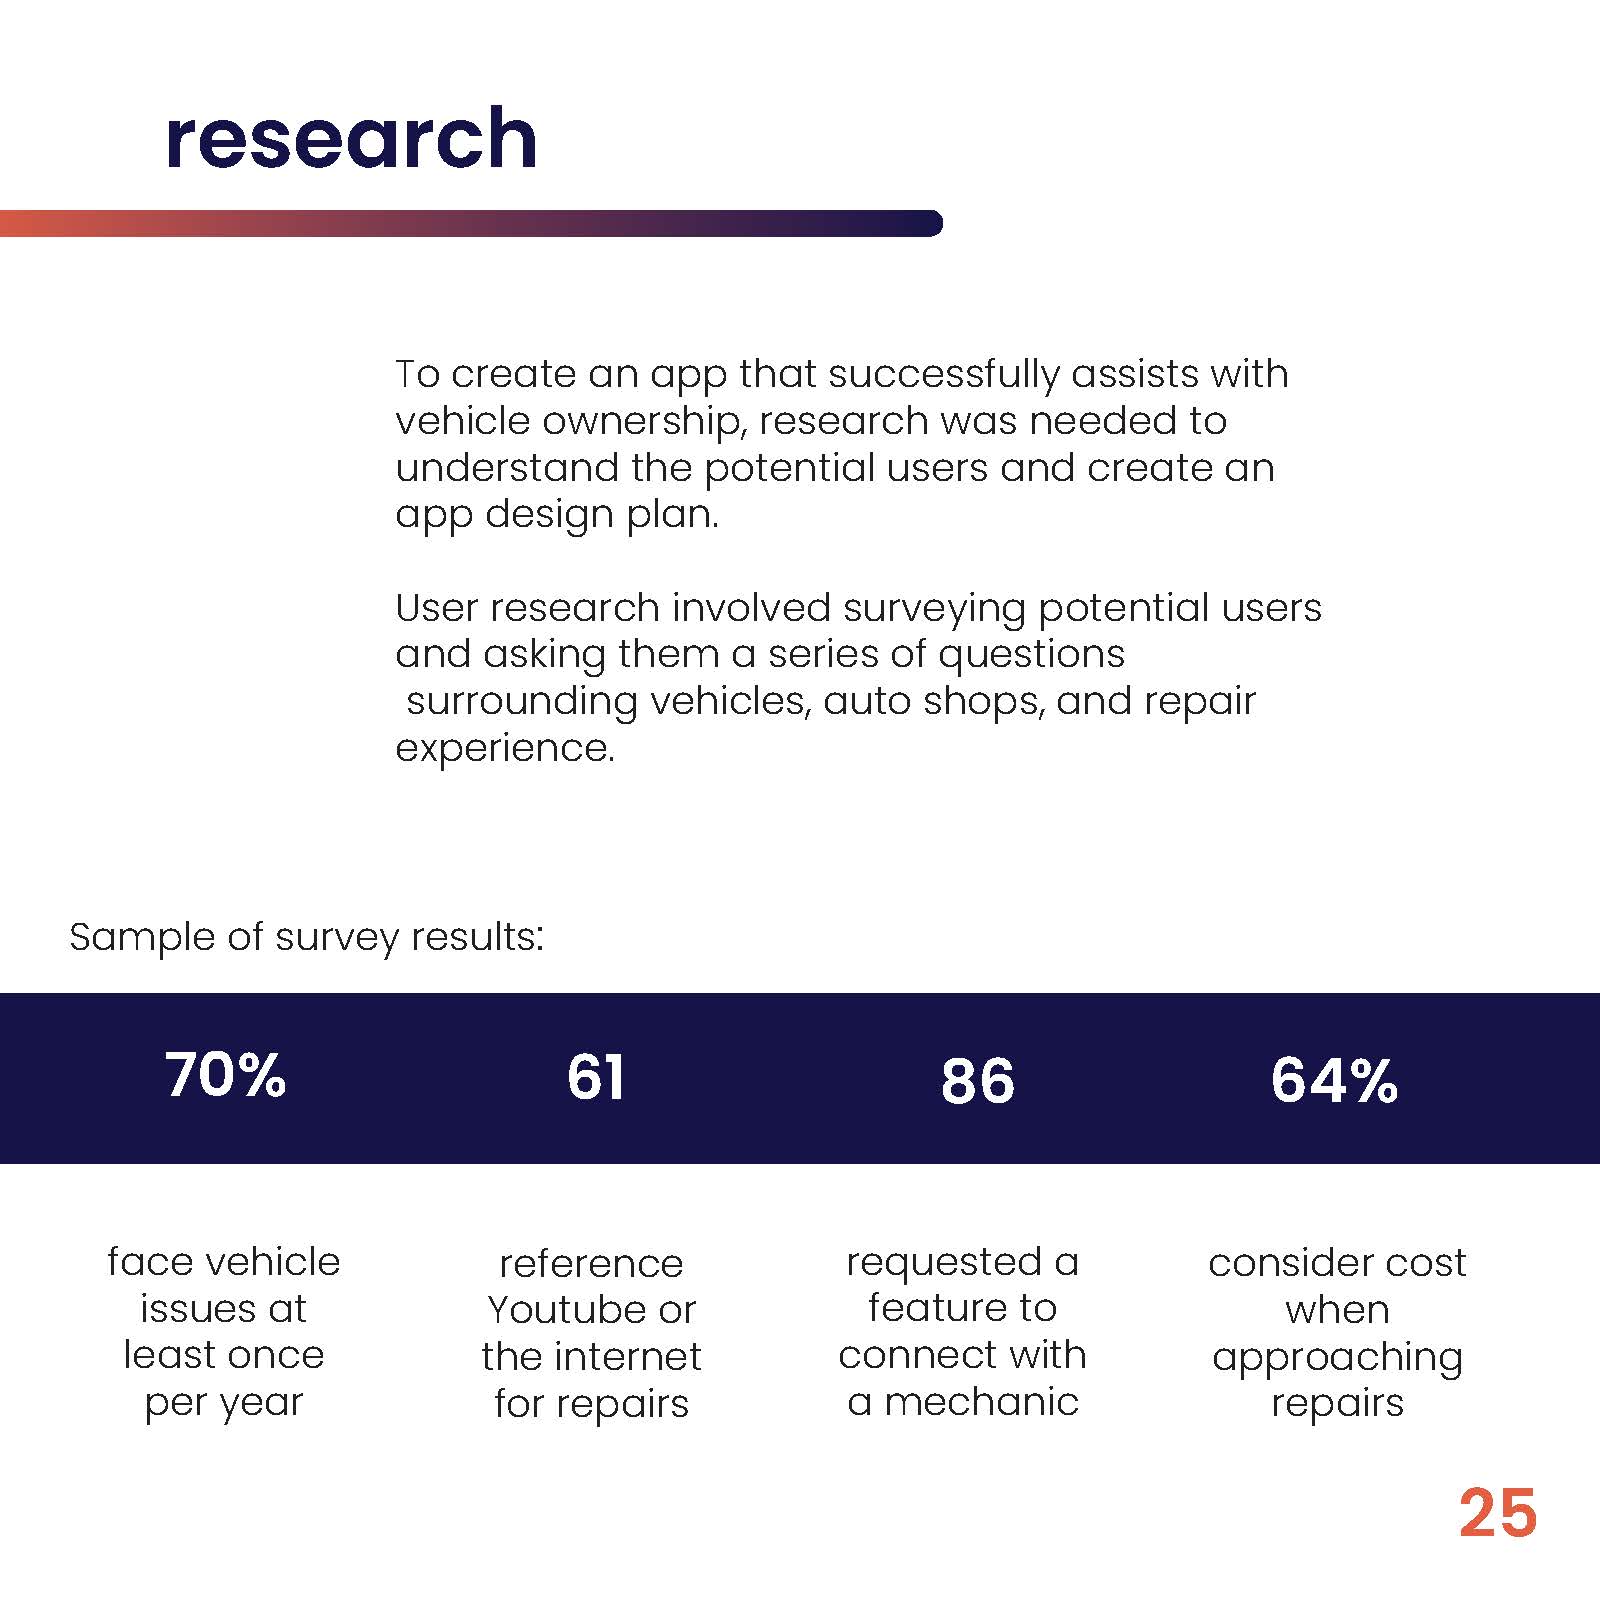 research
To create an app that successfully assists with
vehicle ownership, research was needed to
understand the potential users and create an
app design plan.
User research involved surveying potential users
and asking them a series of questions
surrounding vehicles, auto shops, and repair
experience.
Sample of survey results:
70%
face vehicle
issues at
least once
per year
61
reference
Youtube or
the internet
for repairs
86
requested a
feature to
connect with
a mechanic
64%
consider cost
when
approaching
repairs
25